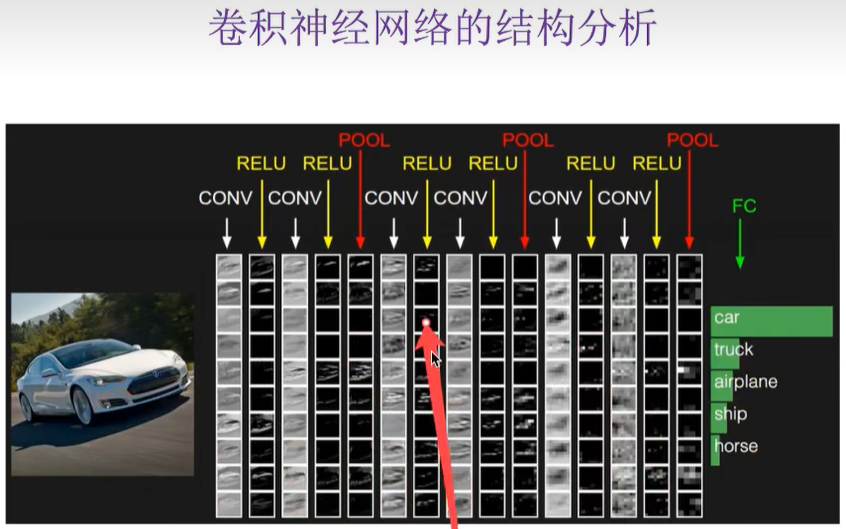 卷积神经网络的结构分析
POOL POOL POOL
RELU RELU RELU RELU RELU RELU
CONV CONV CONV CONV CONV CONV
FC
car
truck
airplane
ship
horse